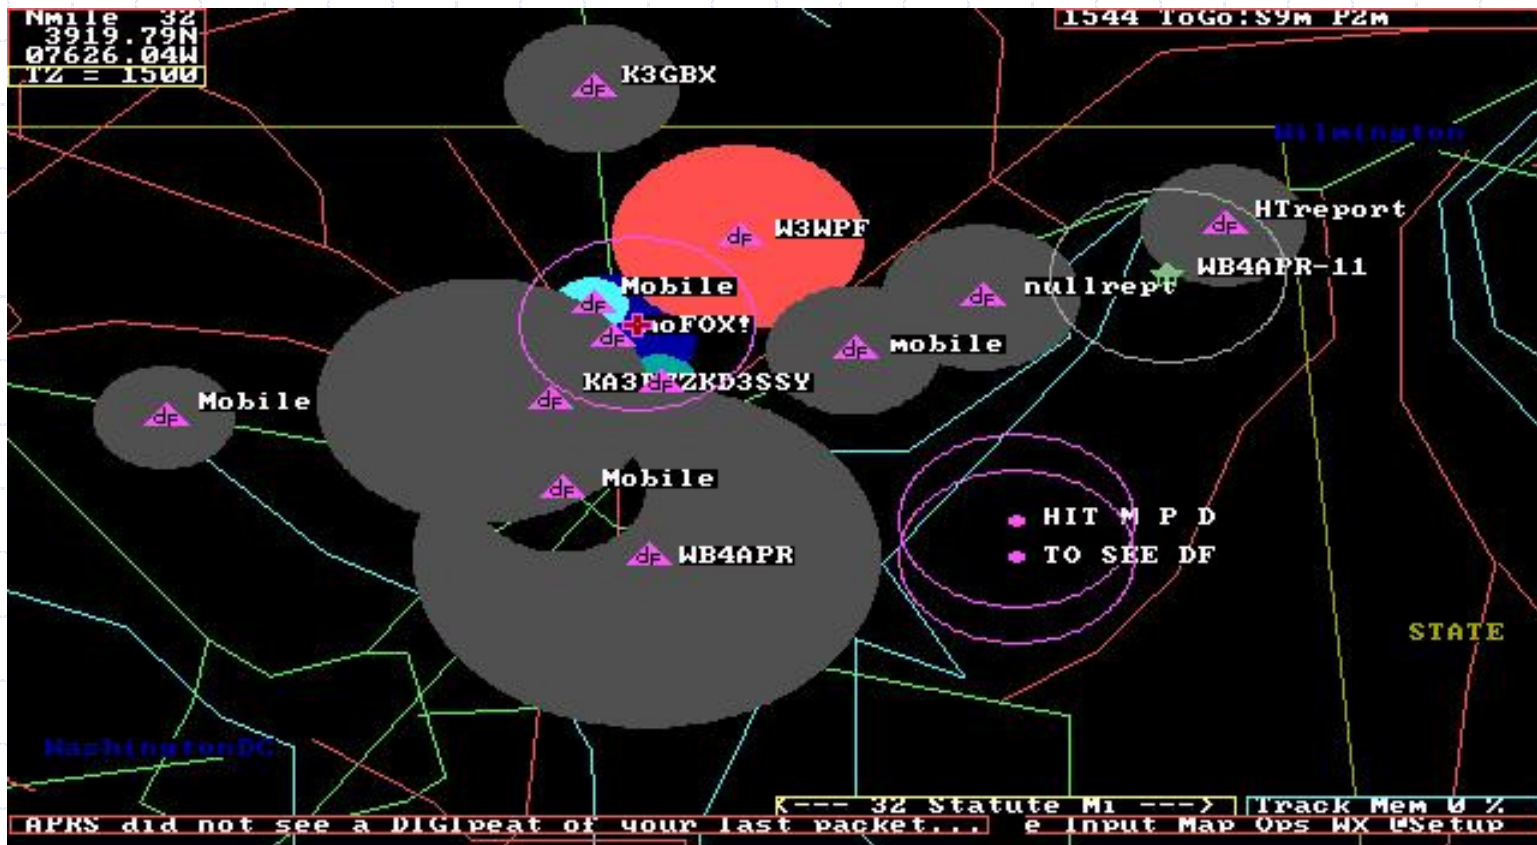 Nmile 32
3919.79N
07626.04W
TZ = 1500
1544 ToGo:S9m P2m
K3GBX
Wilmington
HTreport
W3WPF
WB4APR-11
Mobile
nullrept
noFOX!
mobile
KD3SSY
Mobile
Mobile
HIT M P D
WB4APR
TO SEE DF
STATE
WashingtonDC
<--- 32 Statute Mi --->
Track Mem 0 %
APRS did not see a DIGIpeat of your last packet...
e Input Map Ops WX @Setup